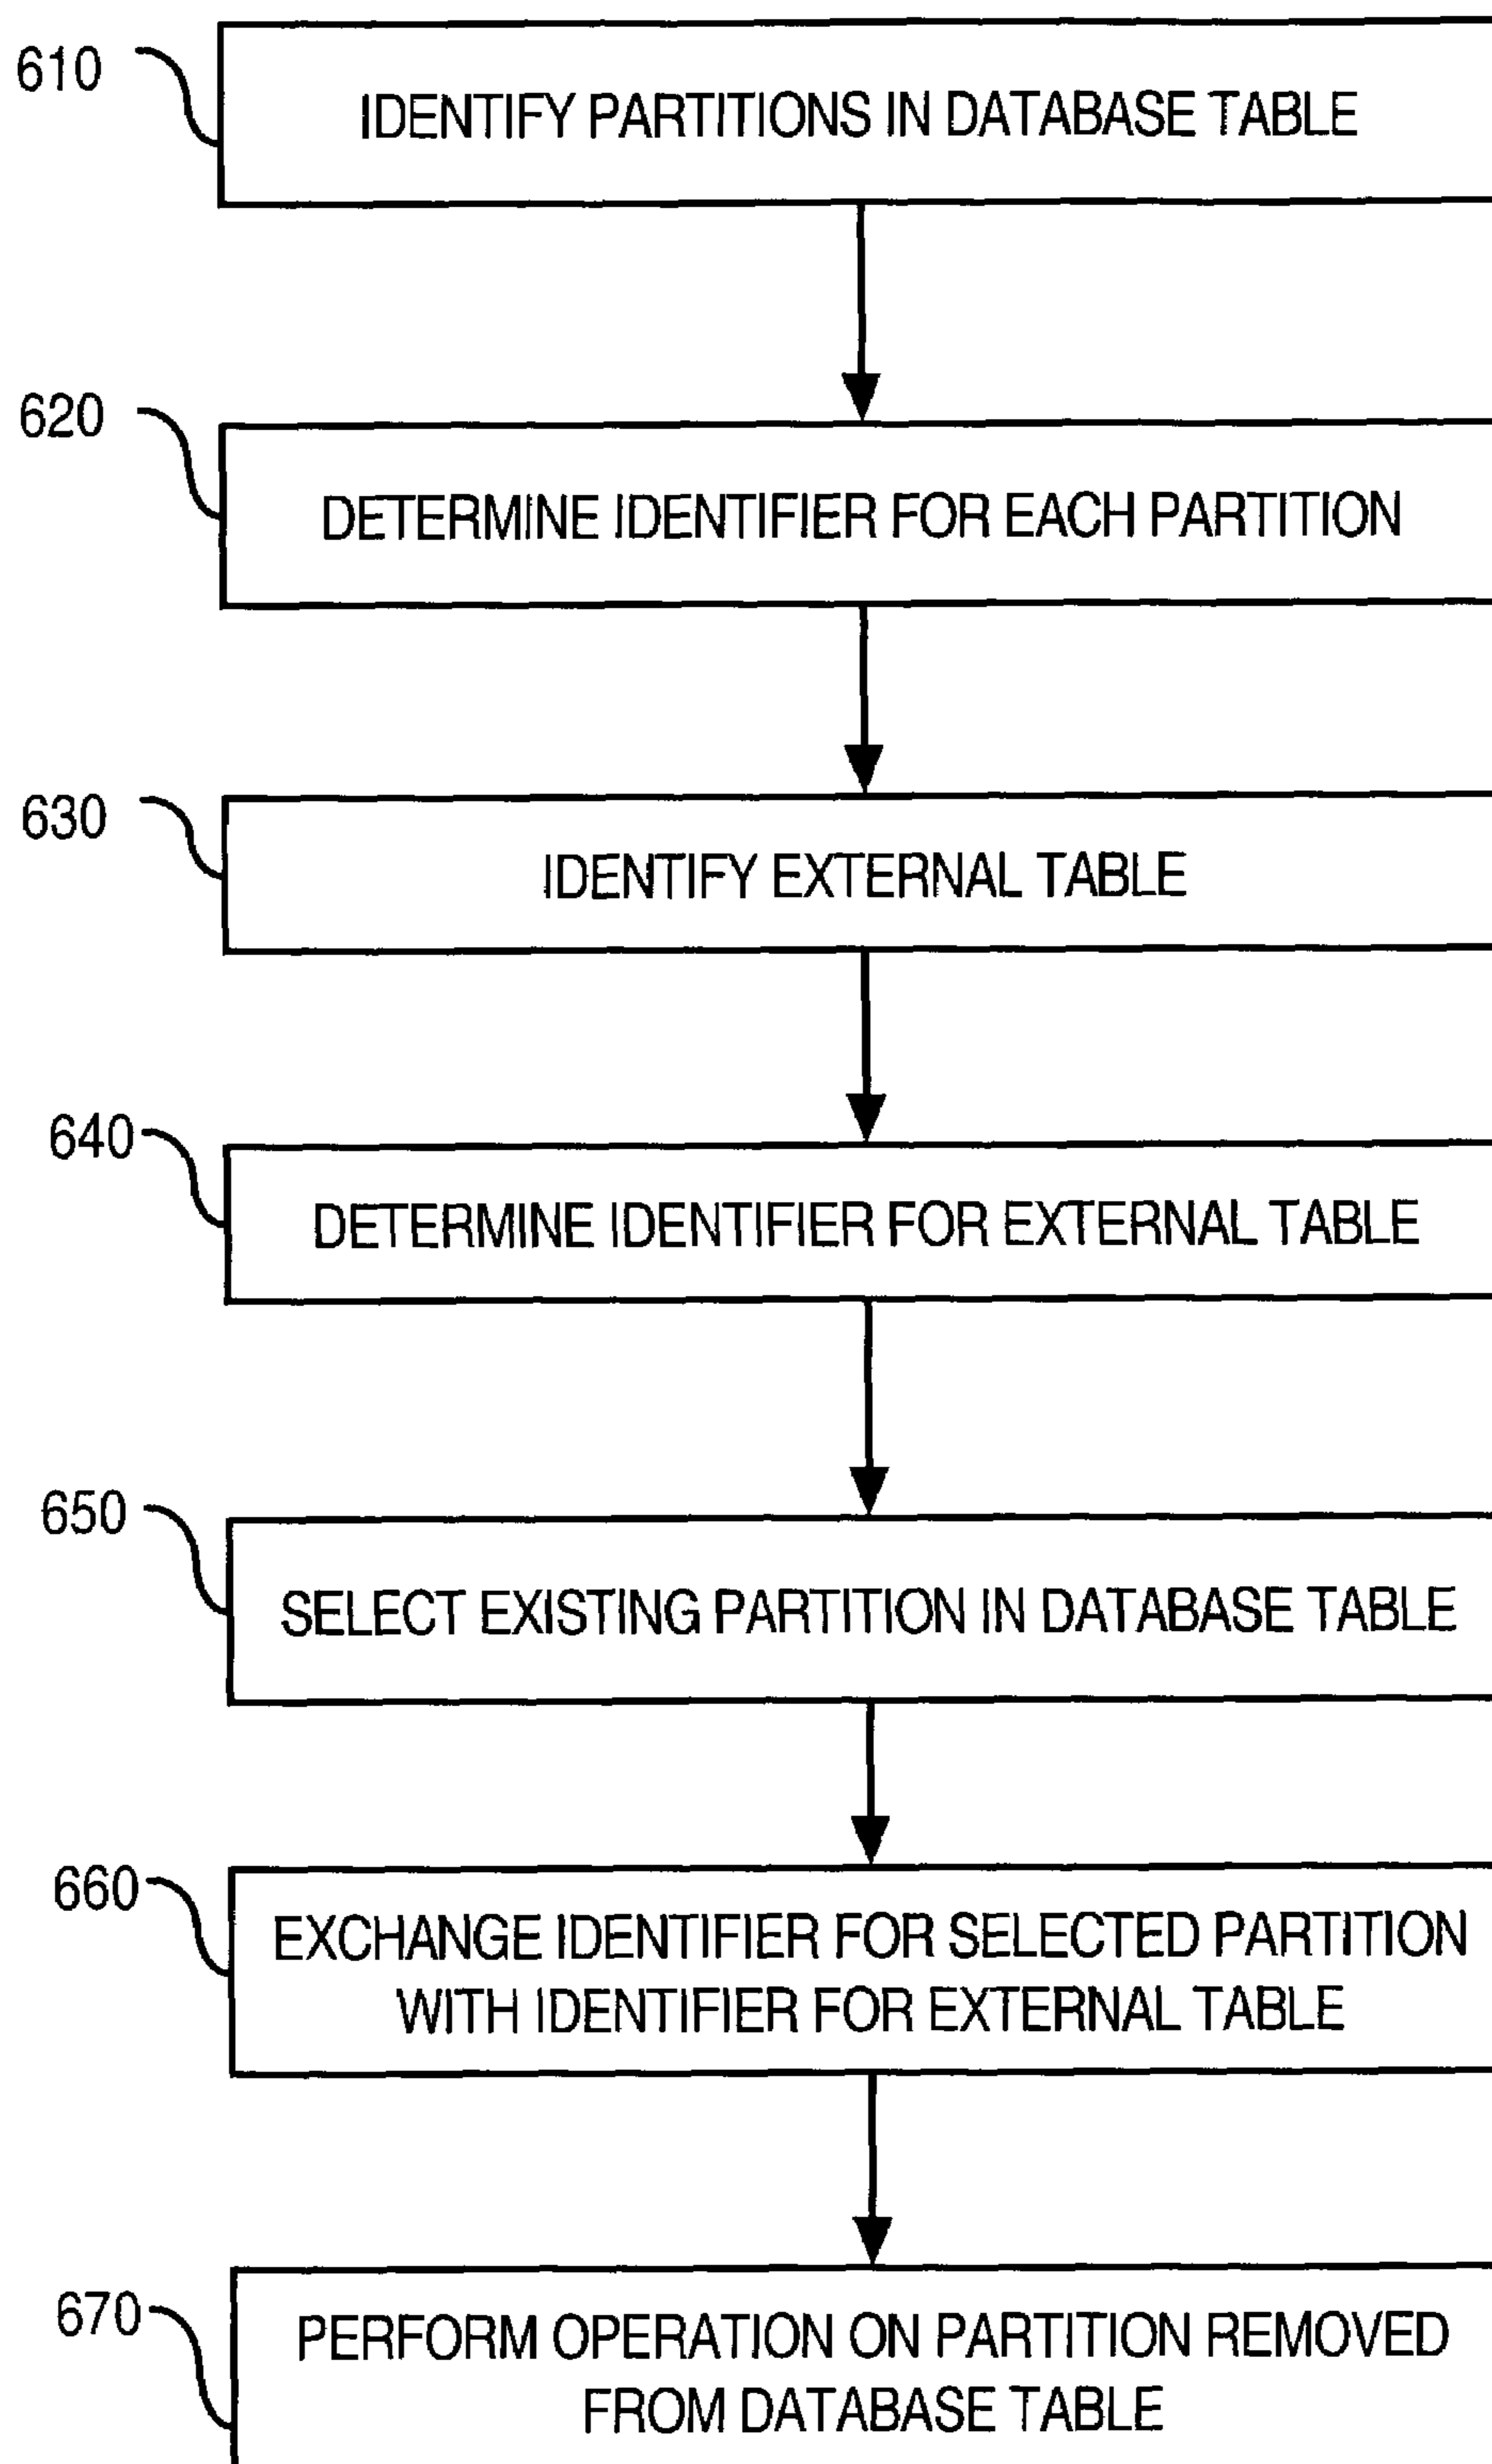 610
IDENTIFY PARTITIONS IN DATABASE TABLE
620
DETERMINE IDENTIFIER FOR EACH PARTITION
630
IDENTIFY EXTERNAL TABLE
640
DETERMINE IDENTIFIER FOR EXTERNAL TABLE
650
SELECT EXISTING PARTITION IN DATABASE TABLE
660
EXCHANGE IDENTIFIER FOR SELECTED PARTITION
WITH IDENTIFIER FOR EXTERNAL TABLE
670
PERFORM OPERATION ON PARTITION REMOVED
FROM DATABASE TABLE